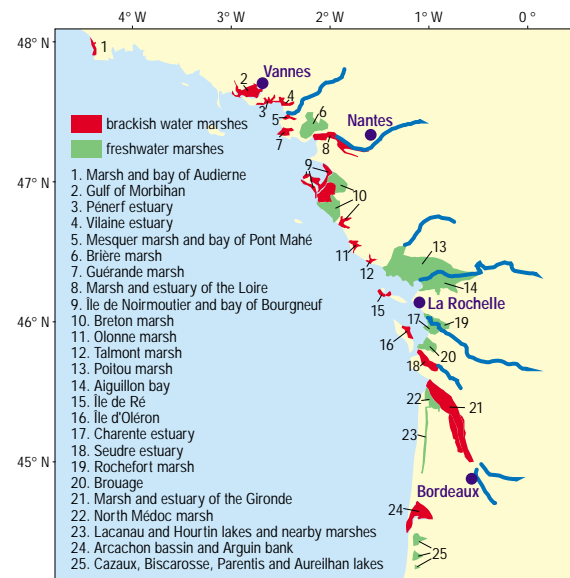 4° W 3° W 2° W 1° W 0° W
48° N
47° N
46° N
45° N
1
Vannes
2
3
4
5
6
7
8
Nantes
brackish water marshes
freshwater marshes
1. Marsh and bay of Audierne
2. Gulf of Morbihan
3. Pénerf estuary
4. Vilaine estuary
5. Mesquer marsh and bay of Pont Mahé
6. Brière marsh
7. Guérande marsh
8. Marsh and estuary of the Loire
9. Île de Noirmoutier and bay of Bourgneuf
10. Breton marsh
11. Olonne marsh
12. Talmont marsh
13. Poitou marsh
14. Aiguillon bay
15. Île de Ré
16. Île d'Oléron
17. Charente estuary
18. Seudre estuary
19. Rochefort marsh
20. Brouage
21. Marsh and estuary of the Gironde
22. North Médoc marsh
23. Lacanau and Hourtin lakes and nearby marshes
24. Arcachon bassin and Arguin bank
25. Cazaux, Biscarosse, Parentis and Aureilhan lakes
9
10
11
12
13
14
15
La Rochelle
16
17
19
18
20
22
21
23
Bordeaux
24
25